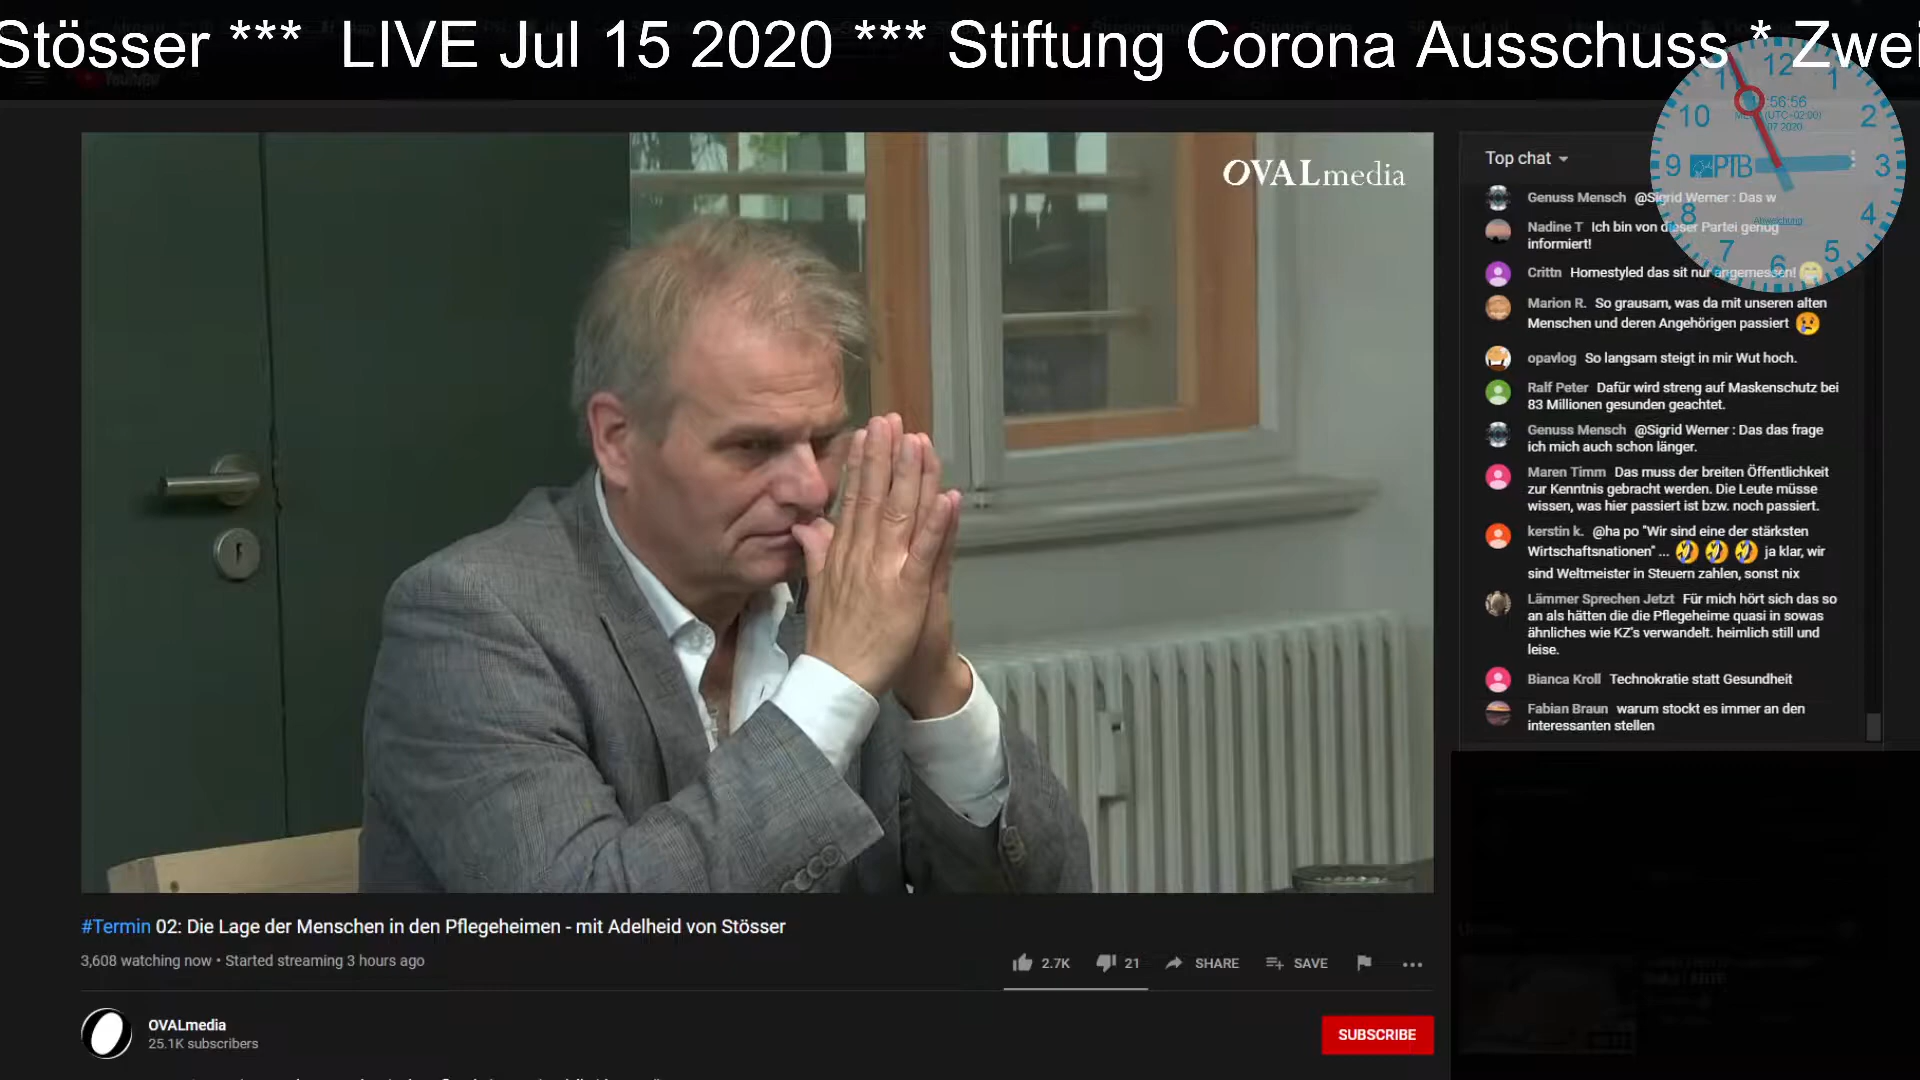 Stösser *** LIVE Jul 15 2020 *** Stiftung Corona Ausschuss * Zwei
OVALmedia
12
1
2
3
4
5
6
7
8
9
10
:56:56
(UTC+02:00)
07 2020
PTB
Abweichung
Top chat
Genuss Mensch @Sigrid Werner : Das w
Nadine T Ich bin von dieser Partei genug
informiert!
Crittn Homestyled das sit nur angemessen!
Marion R. So grausam, was da mit unseren alten
Menschen und deren Angehörigen passiert
opavlog So langsam steigt in mir Wut hoch.
Ralf Peter Dafür wird streng auf Maskenschutz bei
83 Millionen gesunden geachtet.
Genuss Mensch @Sigrid Werner : Das das frage
ich mich auch schon länger.
Maren Timm Das muss der breiten Öffentlichkeit
zur Kenntnis gebracht werden. Die Leute müsse
wissen, was hier passiert ist bzw. noch passiert.
kerstin k. @ha po "Wir sind eine der stärksten
Wirtschaftsnationen" ... 🤣 🤣 🤣 ja klar, wir
sind Weltmeister in Steuern zahlen, sonst nix
Lämmer Sprechen Jetzt Für mich hört sich das so
an als hätten die die Pflegeheime quasi in sowas
ähnliches wie KZ's verwandelt. heimlich still und
leise.
Bianca Kroll Technokratie statt Gesundheit
Fabian Braun warum stockt es immer an den
interessanten stellen
#Termin 02: Die Lage der Menschen in den Pflegeheimen - mit Adelheid von Stösser
3,608 watching now • Started streaming 3 hours ago
2.7K 21 SHARE SAVE
OVALmedia
25.1K subscribers
SUBSCRIBE